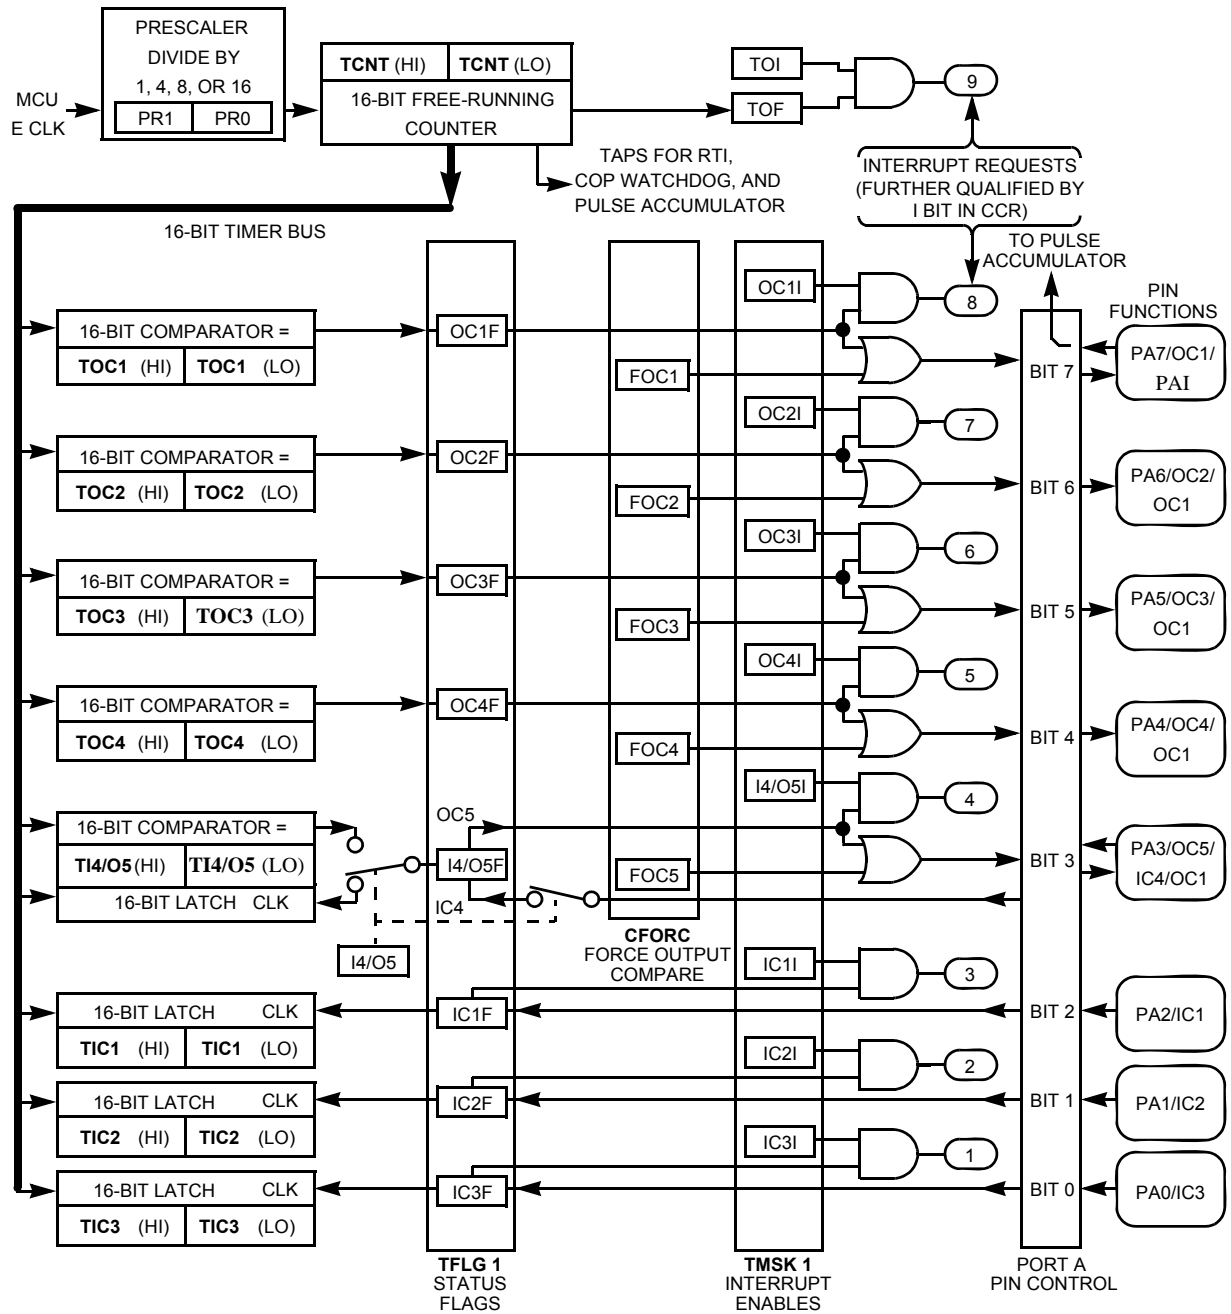 PRESCALER
DIVIDE BY
1, 4, 8, OR 16
PR1 PR0
MCU
E CLK
TCNT (HI) TCNT (LO)
16-BIT FREE-RUNNING
COUNTER
TOI
TOF
9
TAPS FOR RTI,
COP WATCHDOG, AND
PULSE ACCUMULATOR
INTERRUPT REQUESTS
(FURTHER QUALIFIED BY
I BIT IN CCR)
16-BIT TIMER BUS
TO PULSE
ACCUMULATOR
PIN
FUNCTIONS
OC1I
8
16-BIT COMPARATOR =
TOC1 (HI) TOC1 (LO)
OC1F
FOC1
BIT 7
PA7/OC1/
PAI
OC2I
7
16-BIT COMPARATOR =
TOC2 (HI) TOC2 (LO)
OC2F
FOC2
BIT 6
PA6/OC2/
OC1
OC3I
6
16-BIT COMPARATOR =
TOC3 (HI) TOC3 (LO)
OC3F
FOC3
BIT 5
PA5/OC3/
OC1
OC4I
5
16-BIT COMPARATOR =
TOC4 (HI) TOC4 (LO)
OC4F
FOC4
BIT 4
PA4/OC4/
OC1
I4/O5I
4
16-BIT COMPARATOR =
TI4/O5 (HI) TI4/O5 (LO)
16-BIT LATCH CLK
OC5
I4/O5F
IC4
FOC5
BIT 3
PA3/OC5/
IC4/OC1
I4/O5
CFORC
FORCE OUTPUT
COMPARE
IC1I
3
16-BIT LATCH CLK
TIC1 (HI) TIC1 (LO)
IC1F
BIT 2
PA2/IC1
IC2I
2
16-BIT LATCH CLK
TIC2 (HI) TIC2 (LO)
IC2F
BIT 1
PA1/IC2
IC3I
1
16-BIT LATCH CLK
TIC3 (HI) TIC3 (LO)
IC3F
BIT 0
PA0/IC3
TFLG 1
STATUS
FLAGS
TMSK 1
INTERRUPT
ENABLES
PORT A
PIN CONTROL